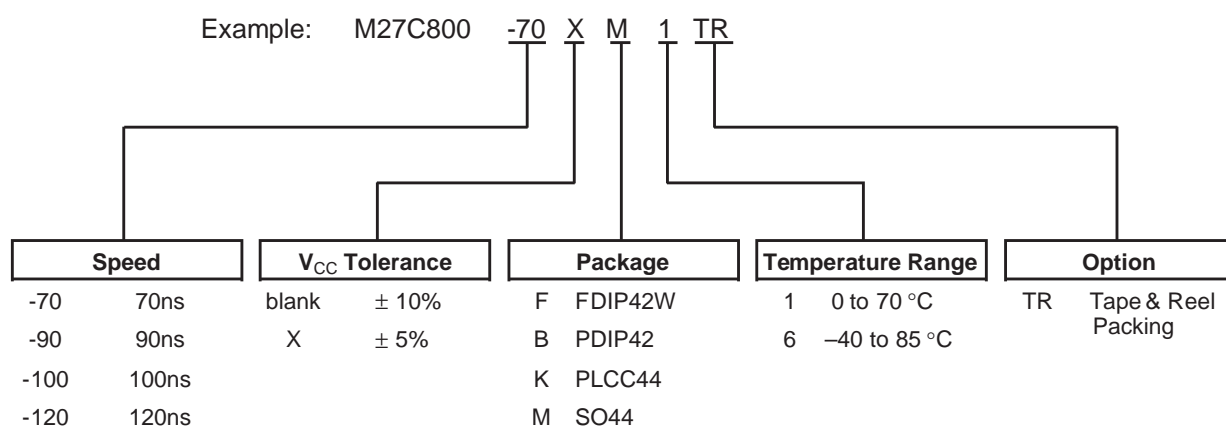 Example: M27C800 -70 X M 1 TR
Speed VCC Tolerance Package Temperature Range Option
-70 70ns blank ± 10% F FDIP42W 1 0 to 70 °C TR Tape & Reel
Packing
-90 90ns X ± 5% B PDIP42 6 –40 to 85 °C
-100 100ns K PLCC44
-120 120ns M SO44